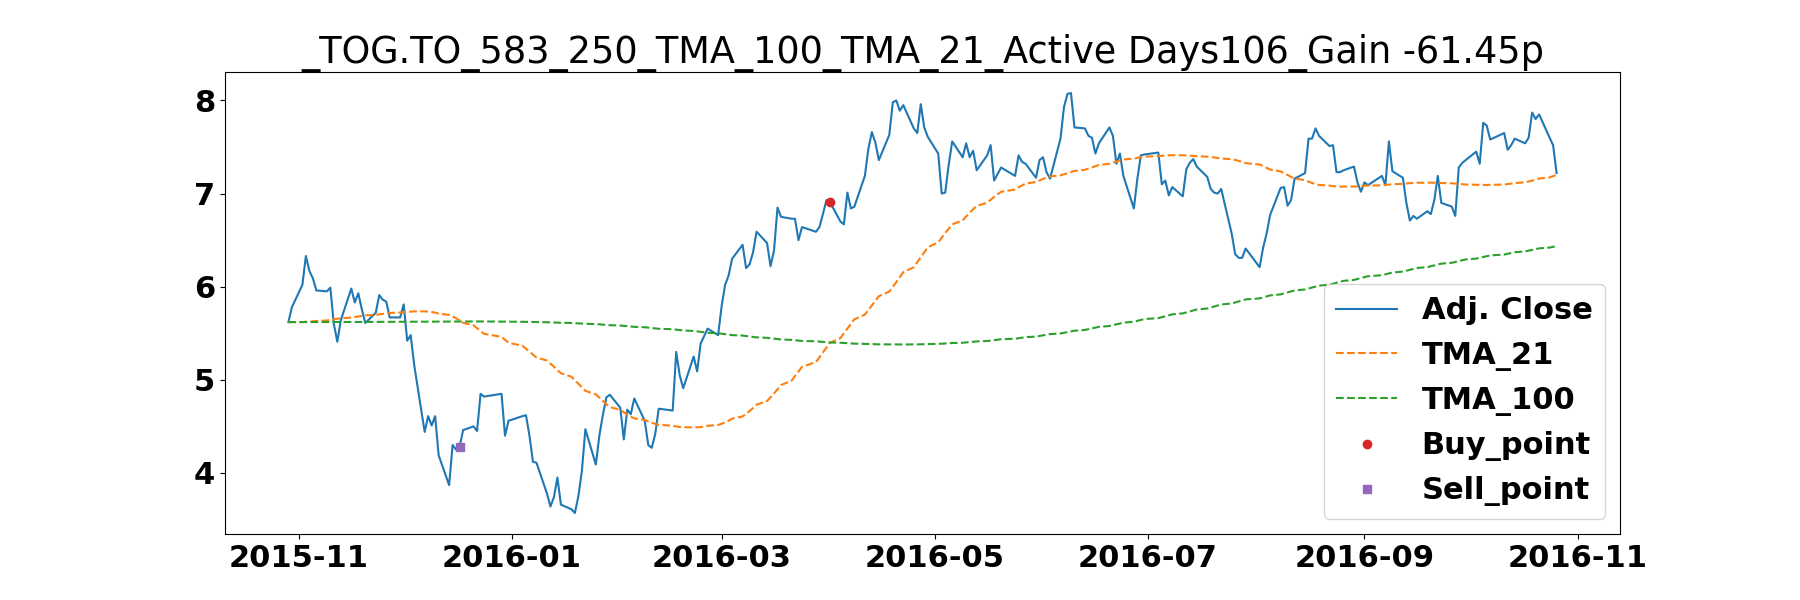 _TOG.TO_583_250_TMA_100_TMA_21_Active Days106_Gain -61.45p
8
7
6
5
4
Adj. Close
TMA_21
TMA_100
Buy_point
Sell_point
2015-11 2016-01 2016-03 2016-05 2016-07 2016-09 2016-11